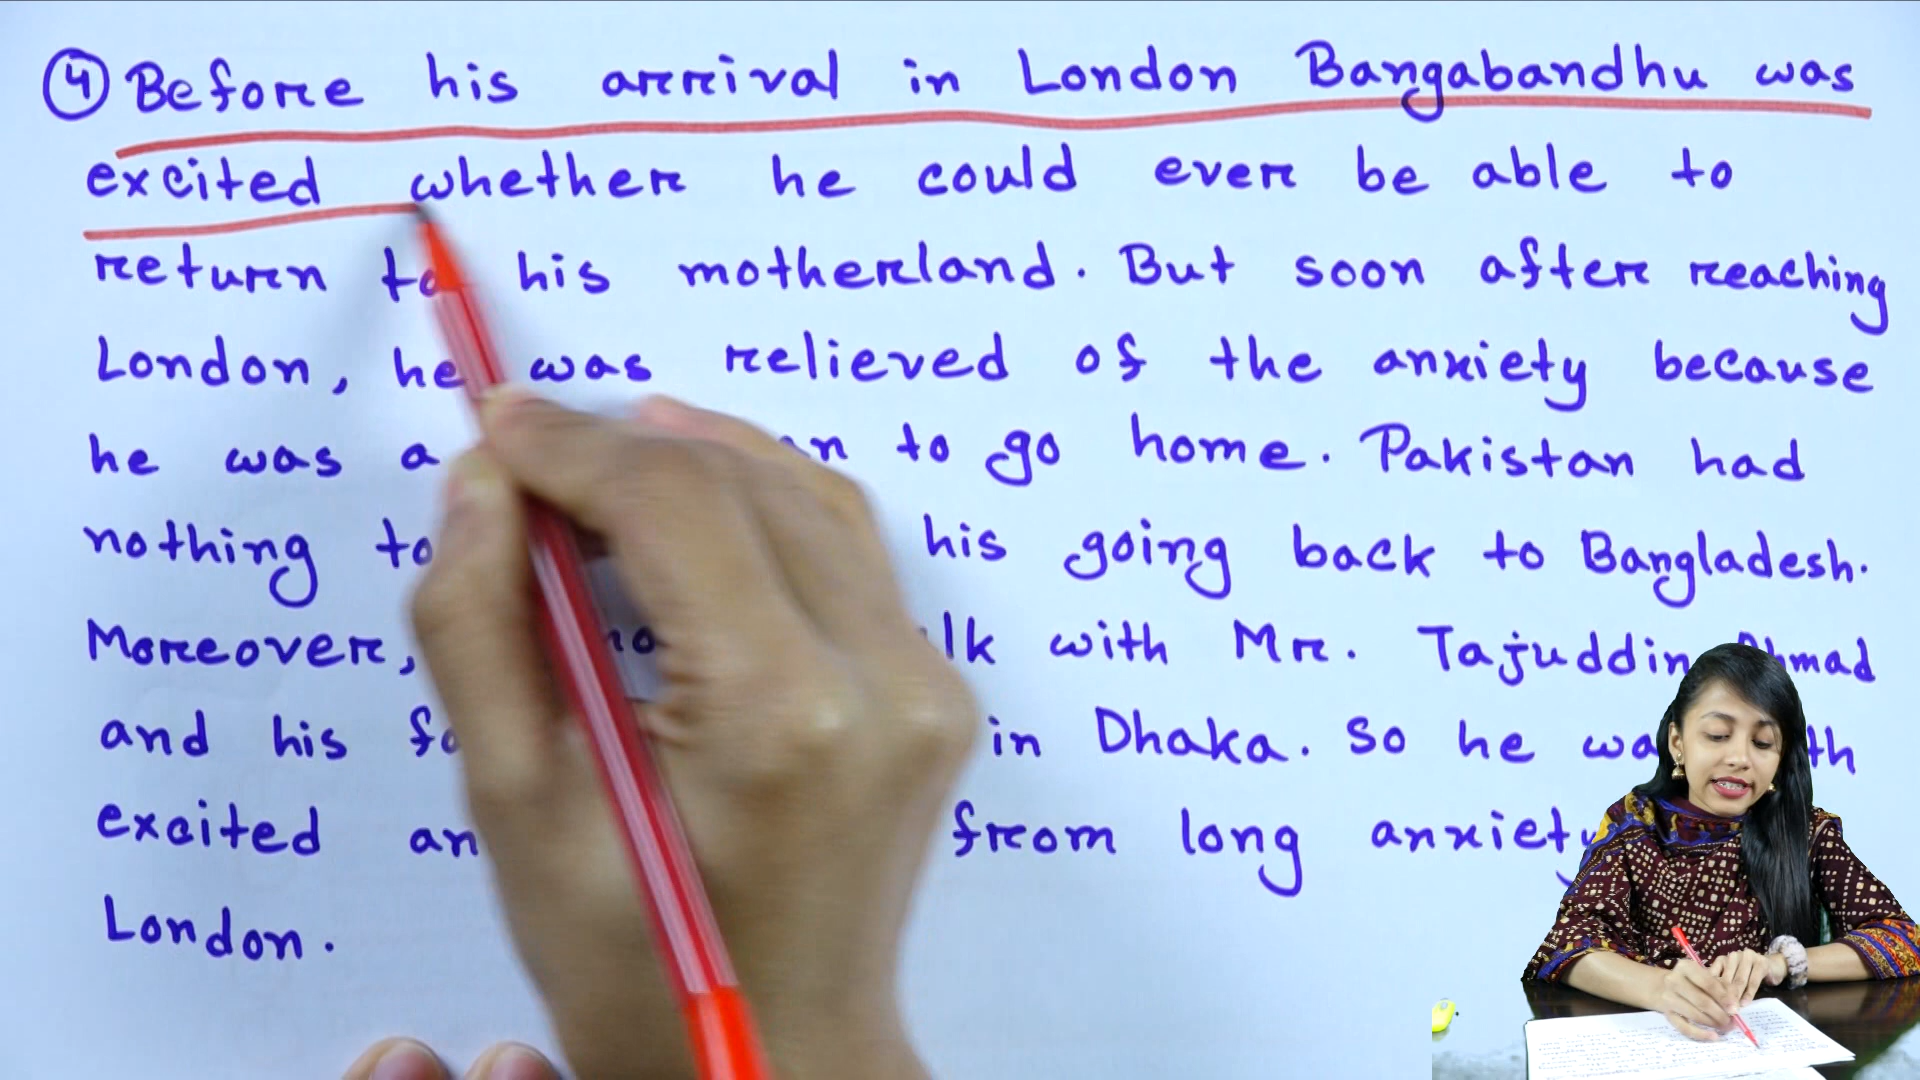 4 Before his arrival in London Bangabandhu was
excited whether he could ever be able to
return to his motherland. But soon after reaching
London, he was relieved of the anxiety because
he was a to go home. Pakistan had
nothing to his going back to Bangladesh.
Moreover, with Mr. Tajuddin Ahmad
and his in Dhaka. So he
excited from long anxiety
London.